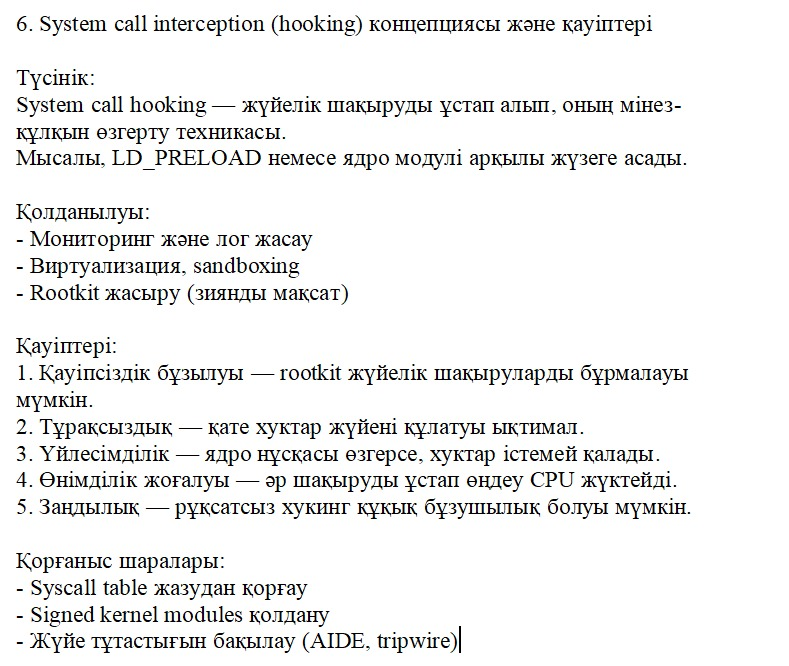 6. System call interception (hooking) концепциясы және қауіптері
Түсінік:
System call hooking — жүйелік шақыруды ұстап алып, оның мінез-
құлқын өзгерту техникасы.
Мысалы, LD_PRELOAD немесе ядро модулі арқылы жүзеге асады.
Қолданылуы:
- Мониторинг және лог жасау
- Виртуализация, sandboxing
- Rootkit жасыру (зиянды мақсат)
Қауіптері:
1. Қауіпсіздік бұзылуы — rootkit жүйелік шақыруларды бұрмалауы
мүмкін.
2. Тұрақсыздық — қате хуктар жүйені құлатуы ықтимал.
3. Үйлесімділік — ядро нұсқасы өзгерсе, хуктар істемей қалады.
4. Өнімділік жоғалуы — әр шақыруды ұстап өңдеу CPU жүктейді.
5. Заңдылық — рұқсатсыз хукинг құқық бұзушылық болуы мүмкін.
Қорғаныс шаралары:
- Syscall table жазудан қорғау
- Signed kernel modules қолдану
- Жүйе тұтастығын бақылау (AIDE, tripwire)